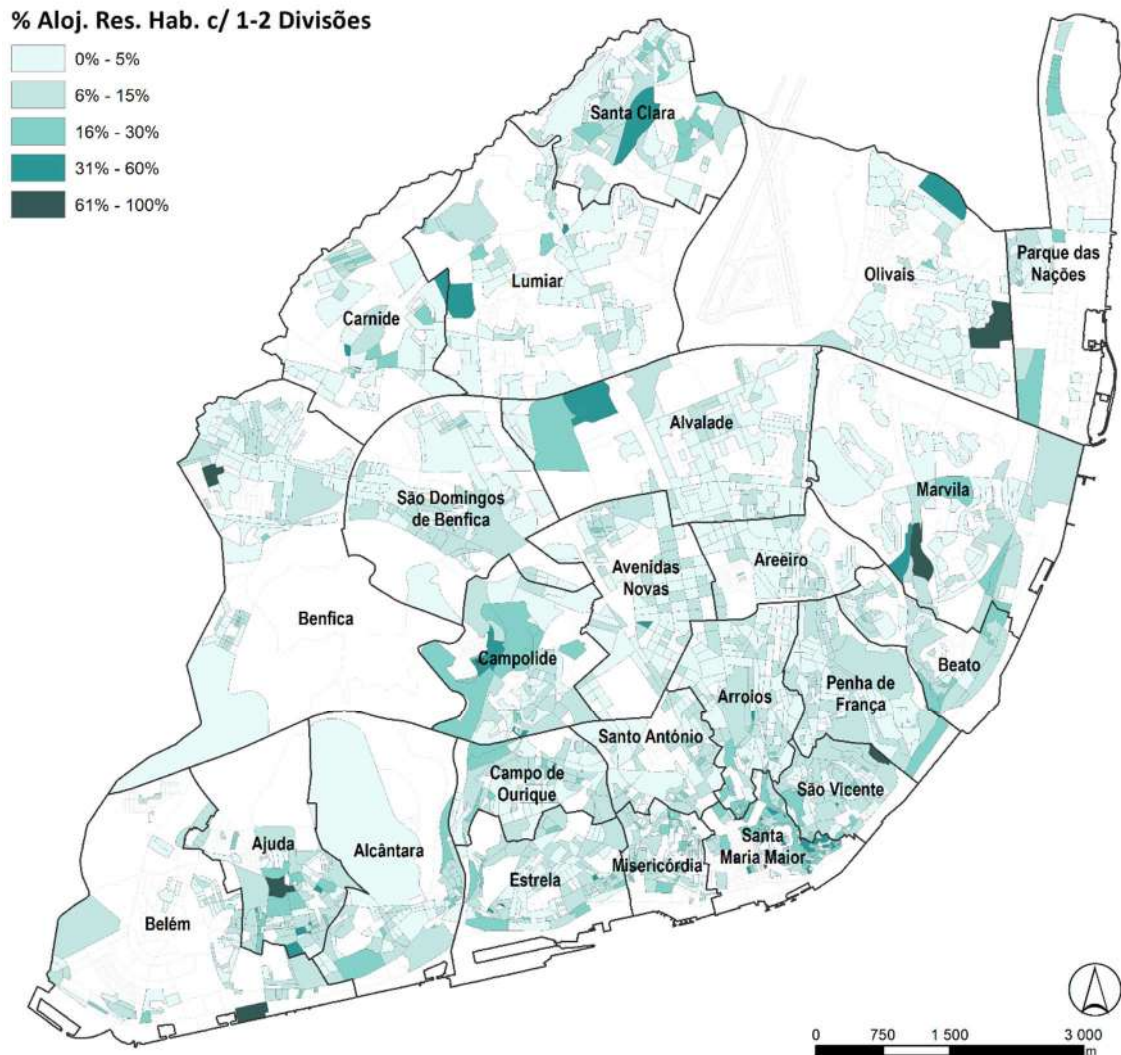 % Aloj. Res. Hab. c/ 1-2 Divisões
0% - 5%
6% - 15%
16% - 30%
31% - 60%
61% - 100%
Santa Clara
Lumiar
Olivais
Parque das
Nações
Carnide
Alvalade
Marvila
São Domingos
de Benfica
Avenidas
Novas
Areeiro
Benfica
Campolide
Beato
Arroios
Penha de
França
Santo António
Campo de
Ourique
São Vicente
Ajuda
Alcântara
Estrela
Misericórdia
Santa
Maria Maior
Belém
0 750 1 500 3 000
m